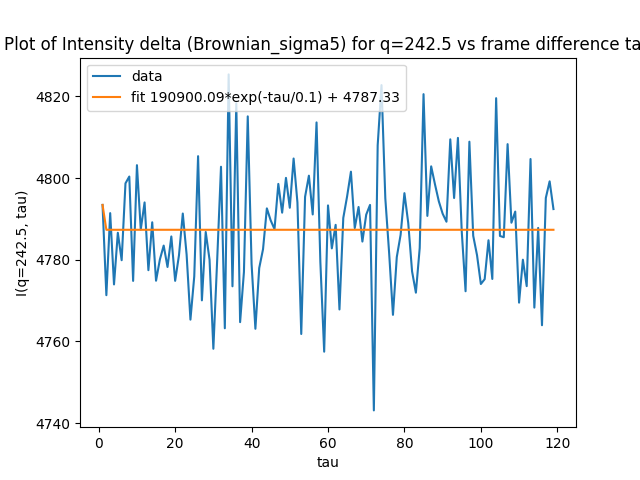 Plot of Intensity delta (Brownian_sigma5) for q=242.5 vs frame difference ta
data
fit 190900.09*exp(-tau/0.1) + 4787.33
4820
4800
4780
4760
4740
I(q=242.5, tau)
0 20 40 60 80 100 120
tau